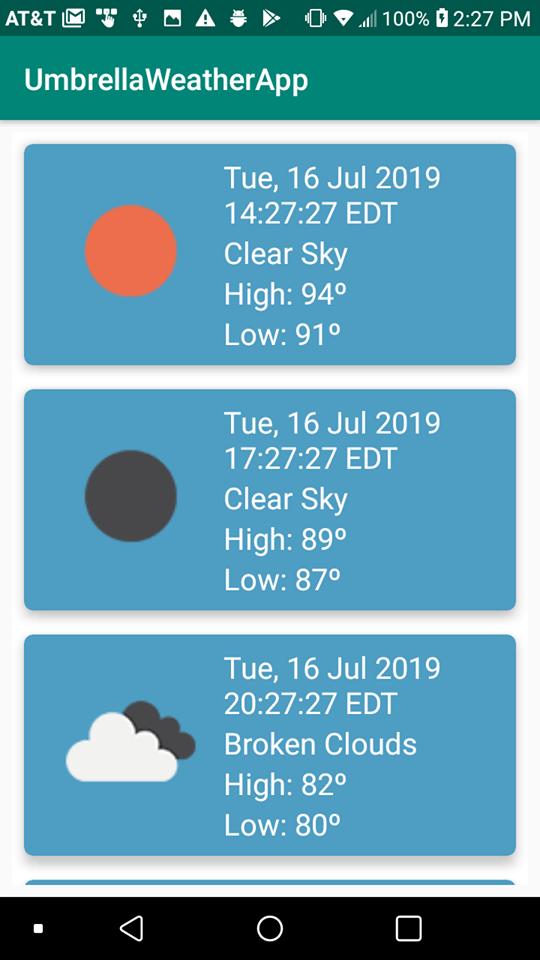 AT&T 100% 2:27 PM
UmbrellaWeatherApp
Tue, 16 Jul 2019
14:27:27 EDT
Clear Sky
High: 94º
Low: 91º
Tue, 16 Jul 2019
17:27:27 EDT
Clear Sky
High: 89º
Low: 87º
Tue, 16 Jul 2019
20:27:27 EDT
Broken Clouds
High: 82º
Low: 80º